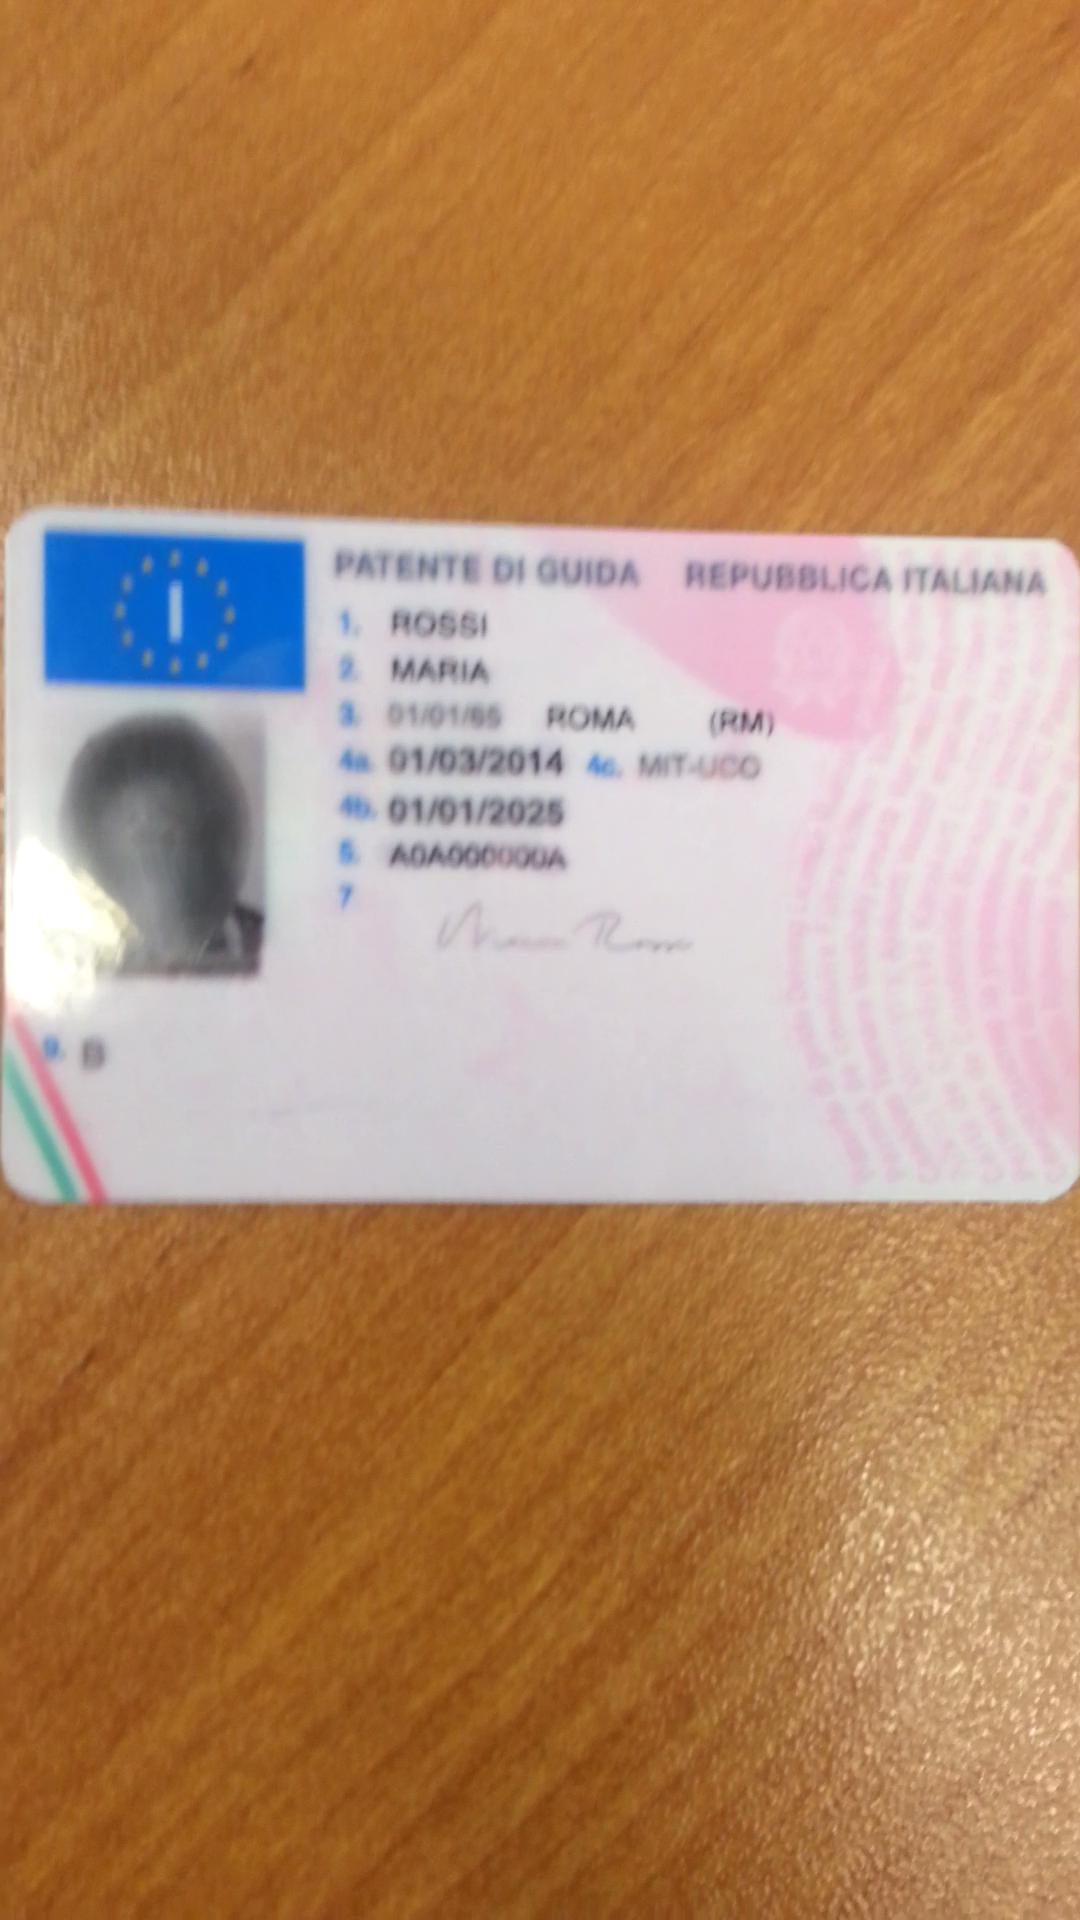 I
PATENTE DI GUIDA REPUBBLICA ITALIANA
1. ROSSI
2. MARIA
3. 01/01/65 ROMA (RM)
4a. 01/03/2014 4c. MIT-UCO
4b. 01/01/2025
5. A0A000000A
7
Maria Rossi
9. B